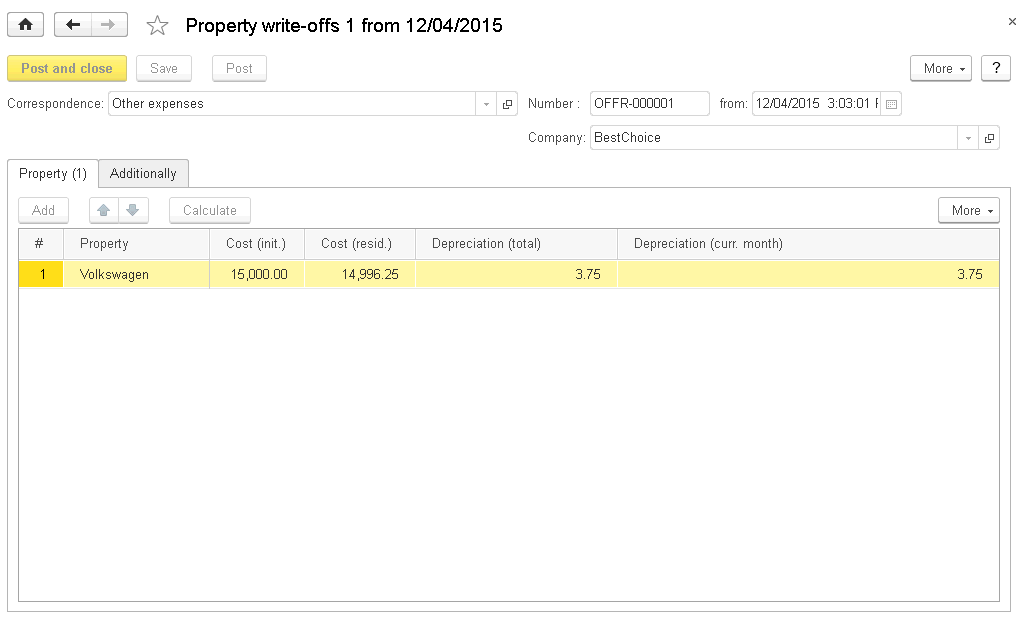 Property write-offs 1 from 12/04/2015
Post and close Save Post More ?
Correspondence: Other expenses Number : OFFR-000001 from: 12/04/2015 3:03:01
Company: BestChoice
Property (1) Additionally
Add Calculate More
# Property Cost (init.) Cost (resid.) Depreciation (total) Depreciation (curr. month)
1 Volkswagen 15,000.00 14,996.25 3.75 3.75